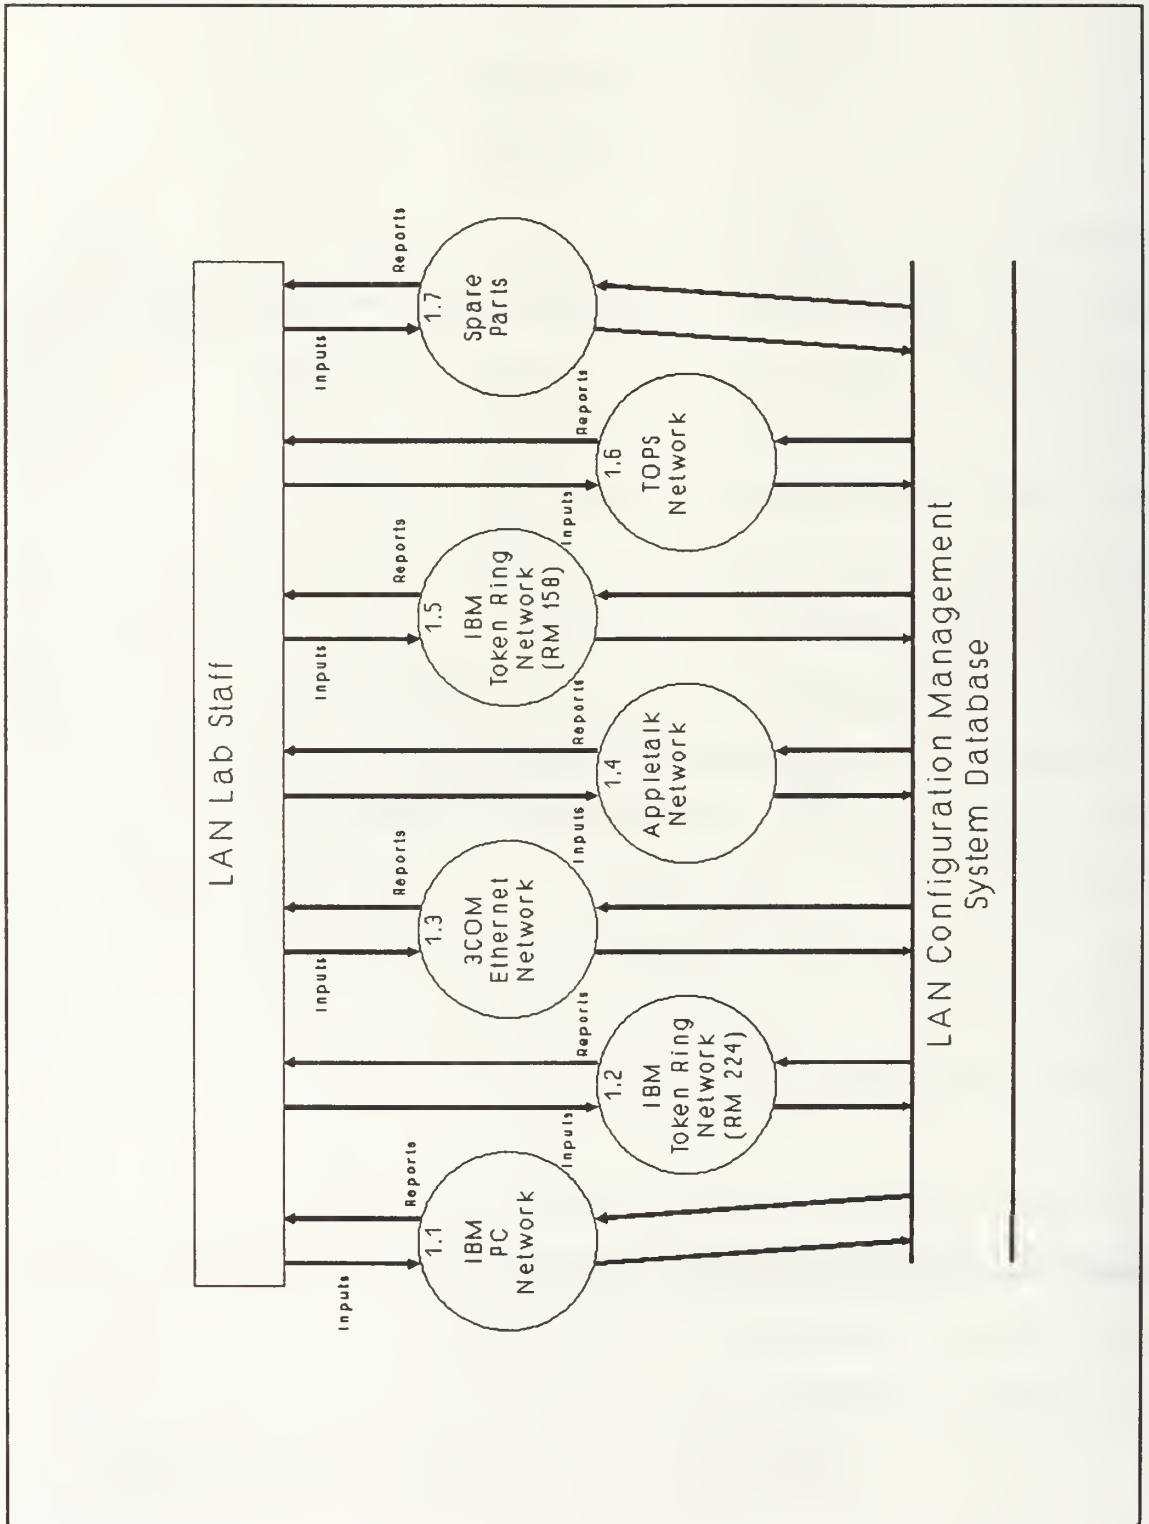 LAN Lab Staff
Inputs
Reports
1.1
IBM
PC
Network
Inputs
Reports
1.2
IBM
Token Ring
Network
(RM 224)
Inputs
Reports
1.3
3COM
Ethernet
Network
Inputs
Reports
1.4
Appletalk
Network
Inputs
Reports
1.5
IBM
Token Ring
Network
(RM 158)
Inputs
Reports
1.6
TOPS
Network
Inputs
Reports
1.7
Spare
Parts
LAN Configuration Management
System Database